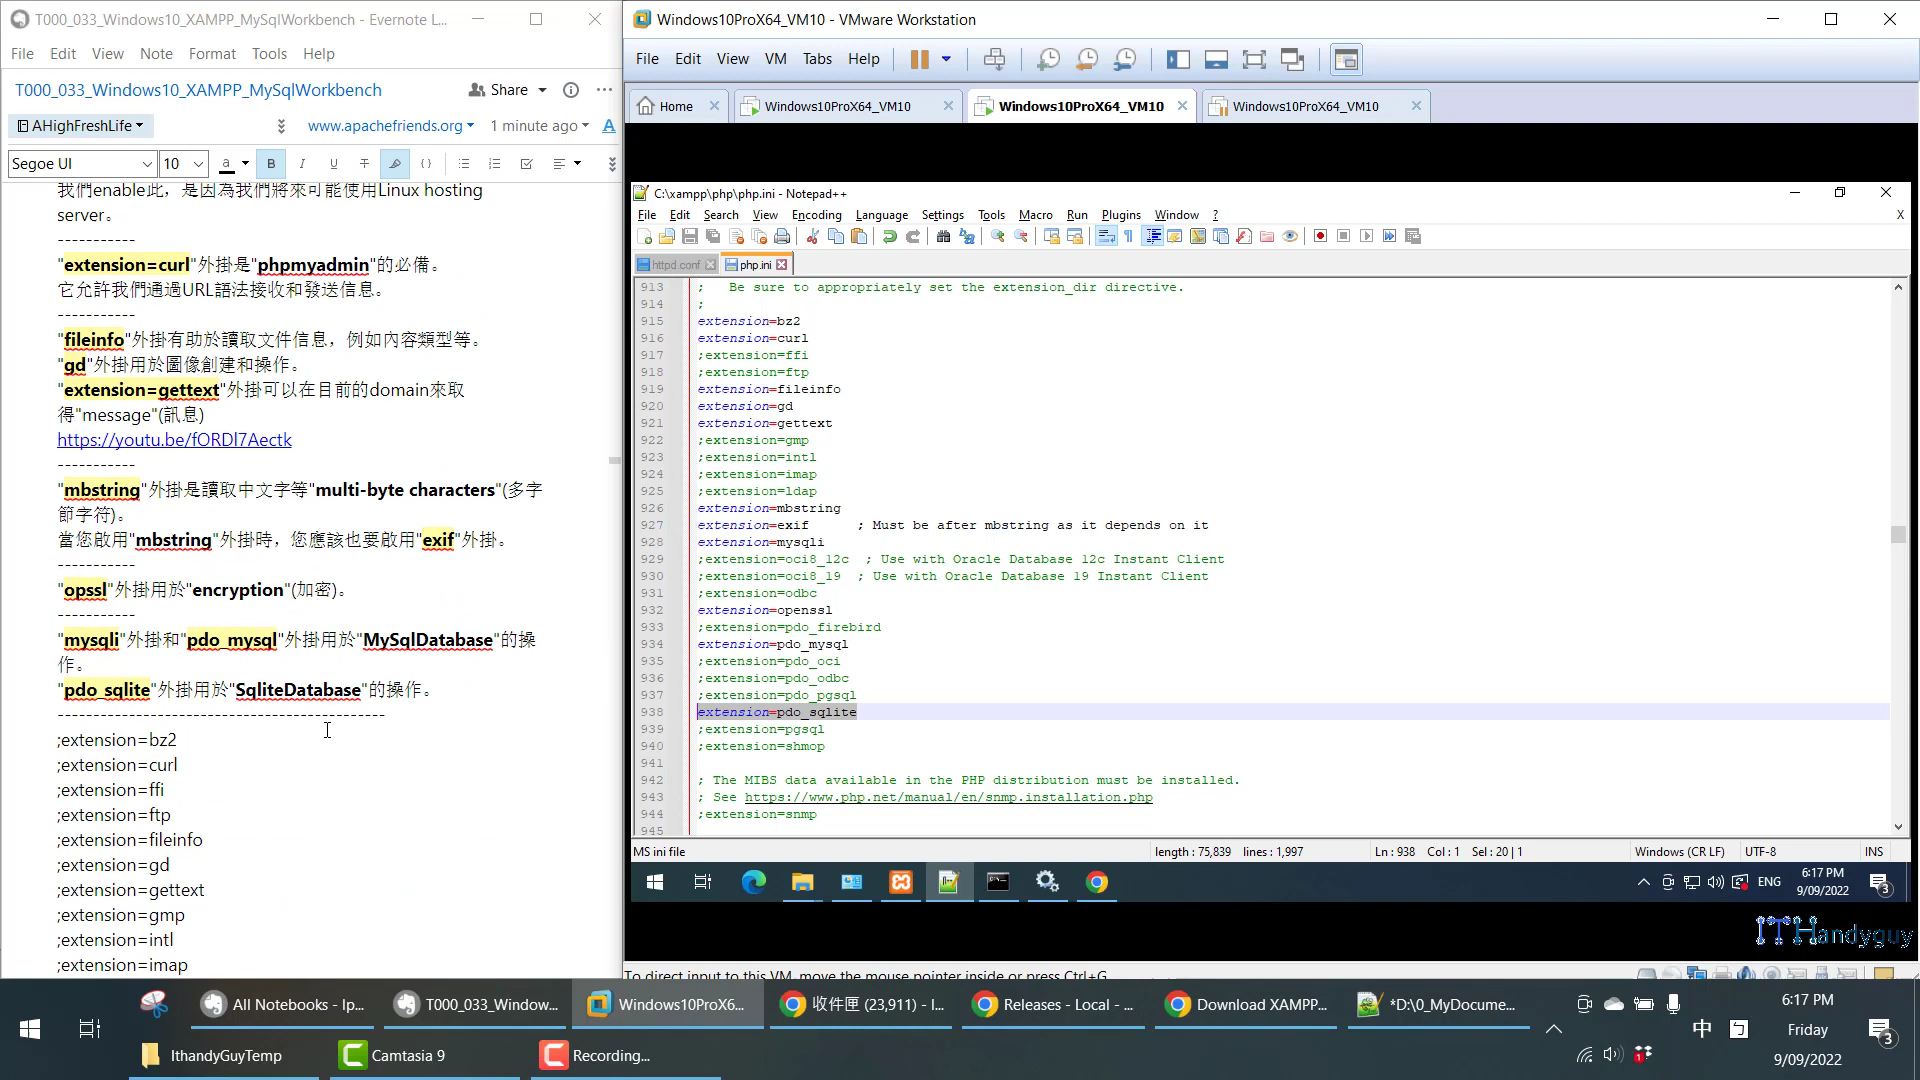 T000_033_Windows10_XAMPP_MySqlWorkbench - Evernote L...
File Edit View Note Format Tools Help
T000_033_Windows10_XAMPP_MySqlWorkbench
Share
AHighFreshLife
www.apachefriends.org
1 minute ago
Segoe UI
10
我們enable此，是因為我們將來可能使用Linux hosting
server。
-----------
"extension=curl"外掛是"phpmyadmin"的必備。
它允許我們通過URL語法接收和發送信息。
-----------
"fileinfo"外掛有助於讀取文件信息，例如內容類型等。
"gd"外掛用於圖像創建和操作。
"extension=gettext"外掛可以在目前的domain來取
得"message"(訊息)
https://youtu.be/fORDl7Aectk
-----------
"mbstring"外掛是讀取中文字等"multi-byte characters"(多字
節字符)。
當您啟用"mbstring"外掛時，您應該也要啟用"exif"外掛。
-----------
"opssl"外掛用於"encryption"(加密)。
-----------
"mysqli"外掛和"pdo_mysql"外掛用於"MySqlDatabase"的操
作。
"pdo_sqlite"外掛用於"SqliteDatabase"的操作。
----------------------------------------------
;extension=bz2
;extension=curl
;extension=ffi
;extension=ftp
;extension=fileinfo
;extension=gd
;extension=gettext
;extension=gmp
;extension=intl
;extension=imap
Windows10ProX64_VM10 - VMware Workstation
File Edit View VM Tabs Help
Home
Windows10ProX64_VM10
Windows10ProX64_VM10
Windows10ProX64_VM10
C:\xampp\php\php.ini - Notepad++
File Edit Search View Encoding Language Settings Tools Macro Run Plugins Window ? X
httpd.conf
php.ini
913 ;   Be sure to appropriately set the extension_dir directive.
914 ;
915 extension=bz2
916 extension=curl
917 ;extension=ffi
918 ;extension=ftp
919 extension=fileinfo
920 extension=gd
921 extension=gettext
922 ;extension=gmp
923 ;extension=intl
924 ;extension=imap
925 ;extension=ldap
926 extension=mbstring
927 extension=exif      ; Must be after mbstring as it depends on it
928 extension=mysqli
929 ;extension=oci8_12c  ; Use with Oracle Database 12c Instant Client
930 ;extension=oci8_19  ; Use with Oracle Database 19 Instant Client
931 ;extension=odbc
932 extension=openssl
933 ;extension=pdo_firebird
934 extension=pdo_mysql
935 ;extension=pdo_oci
936 ;extension=pdo_odbc
937 ;extension=pdo_pgsql
938 extension=pdo_sqlite
939 ;extension=pgsql
940 ;extension=shmop
941
942 ; The MIBS data available in the PHP distribution must be installed.
943 ; See https://www.php.net/manual/en/snmp.installation.php
944 ;extension=snmp
945
MS ini file
length : 75,839 lines : 1,997
Ln : 938 Col : 1 Sel : 20 | 1
Windows (CR LF)
UTF-8
INS
ENG
6:17 PM
9/09/2022
3
ITHandyguy
To direct input to this VM, move the mouse pointer inside or press Ctrl+G.
All Notebooks - Ip...
T000_033_Window...
Windows10ProX6...
收件匣 (23,911) - I...
Releases - Local - ...
Download XAMPP...
*D:\0_MyDocume...
IthandyGuyTemp
Camtasia 9
Recording...
中
6:17 PM
Friday
9/09/2022
3